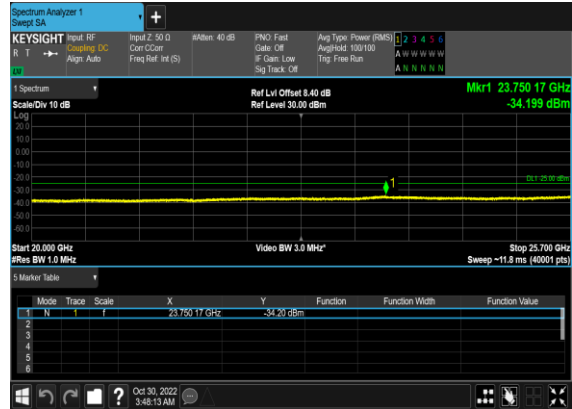 Spectrum Analyzer 1
Swept SA
+
KEYSIGHT Input: RF Input Z: 50 Ω #Atten: 40 dB PNO: Fast Avg Type: Power (RMS) 1 2 3 4 5 6
R T Coupling: DC Corr CCorr Gate: Off Avg|Hold: 100/100 A W W W W W
Align: Auto Freq Ref: Int (S) IF Gain: Low Trig: Free Run
Sig Track: Off A N N N N N
1 Spectrum Ref Lvl Offset 8.40 dB Mkr1 23.750 17 GHz
Scale/Div 10 dB Ref Level 30.00 dBm -34.199 dBm
Log
20.0
10.0
0.00
-10.0
1
-20.0 DL1 -25.00 dBm
-30.0
-40.0
-50.0
-60.0
Start 20.000 GHz Video BW 3.0 MHz* Stop 25.700 GHz
#Res BW 1.0 MHz Sweep ~11.8 ms (40001 pts)
5 Marker Table
Mode Trace Scale X Y Function Function Width Function Value
1 N 1 f 23.750 17 GHz -34.20 dBm
2
3
4
5
6
? Oct 30, 2022
3:48:13 AM